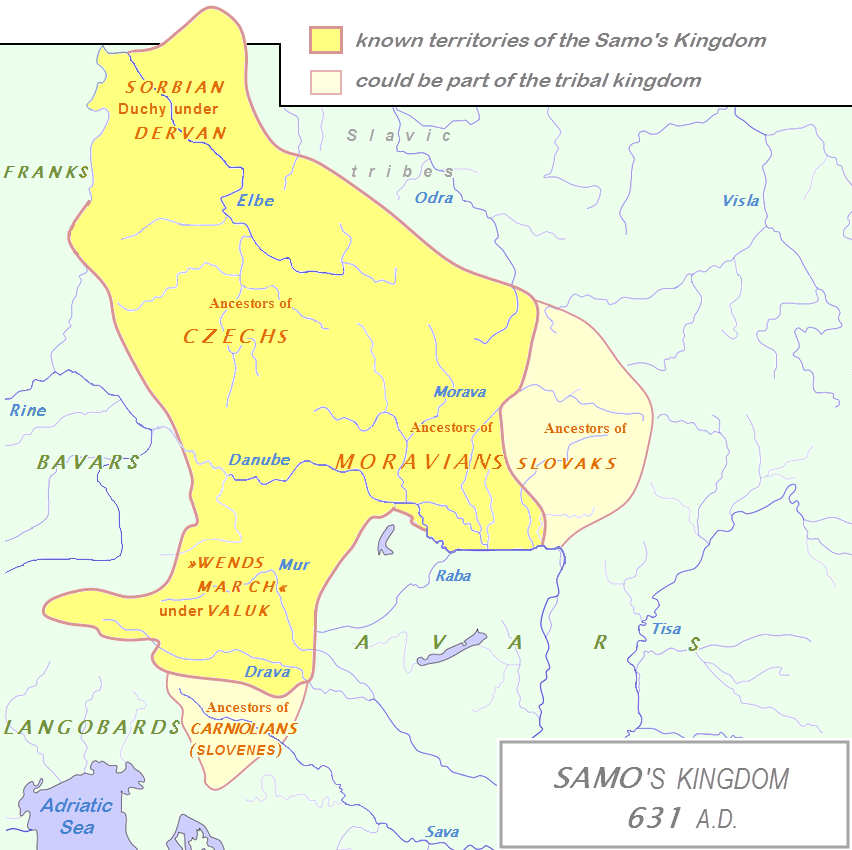 known territories of the Samo's Kingdom
could be part of the tribal kingdom
SORBIAN
Duchy under
DERVAN
Slavic
tribes
FRANKS
Elbe
Odra
Visla
Ancestors of
CZECHS
Morava
Rine
Ancestors of
MORAVIANS
Ancestors of
SLOVAKS
BAVARS
Danube
»WENDS
MARCH«
under VALUK
Mur
Raba
AVARS
Tisa
Drava
Ancestors of
CARNIOLIANS
(SLOVENES)
LANGOBARDS
Adriatic
Sea
Sava
SAMO'S KINGDOM
631 A.D.